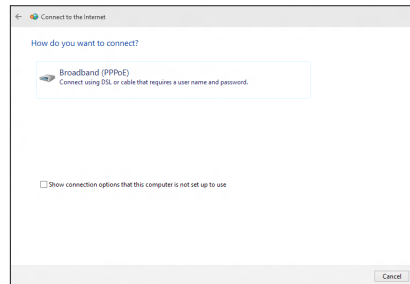 Connect to the Internet
How do you want to connect?
Broadband (PPPoE)
Connect using DSL or cable that requires a user name and password.
Show connection options that this computer is not set up to use
Cancel